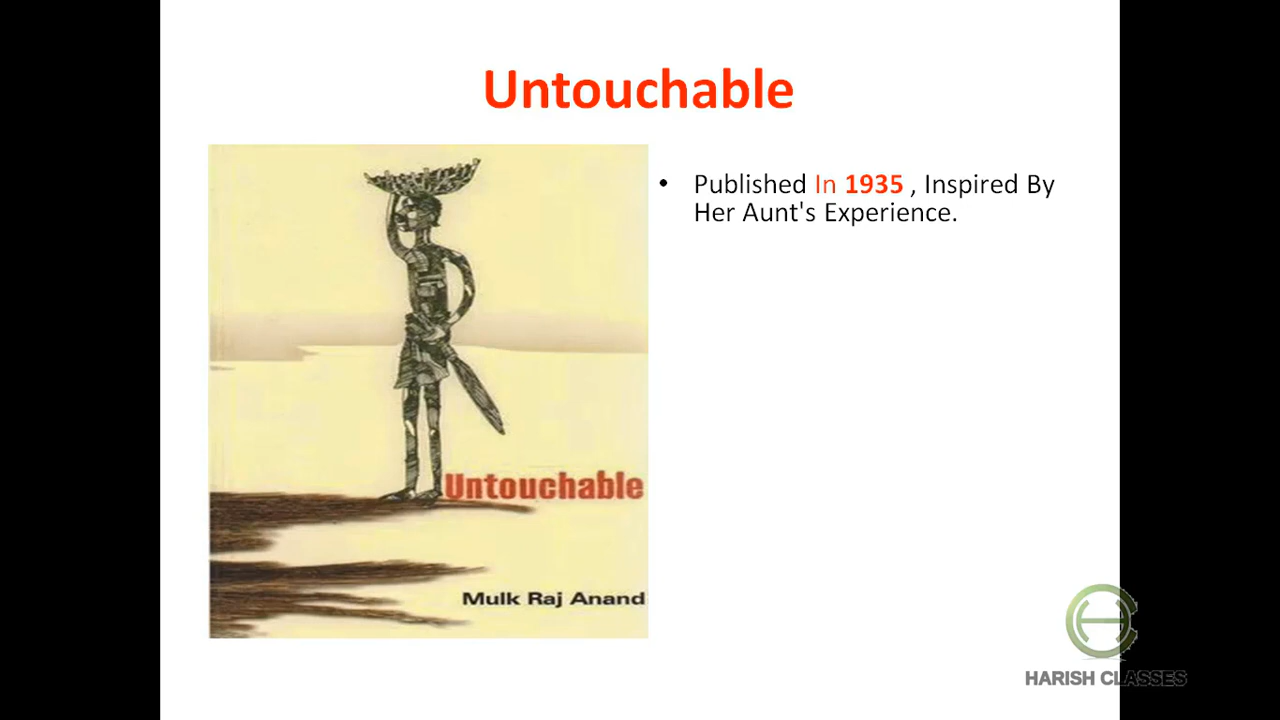 Untouchable
• Published In 1935 , Inspired By
Her Aunt's Experience.
Untouchable
Mulk Raj Anand
HARISH CLASSES